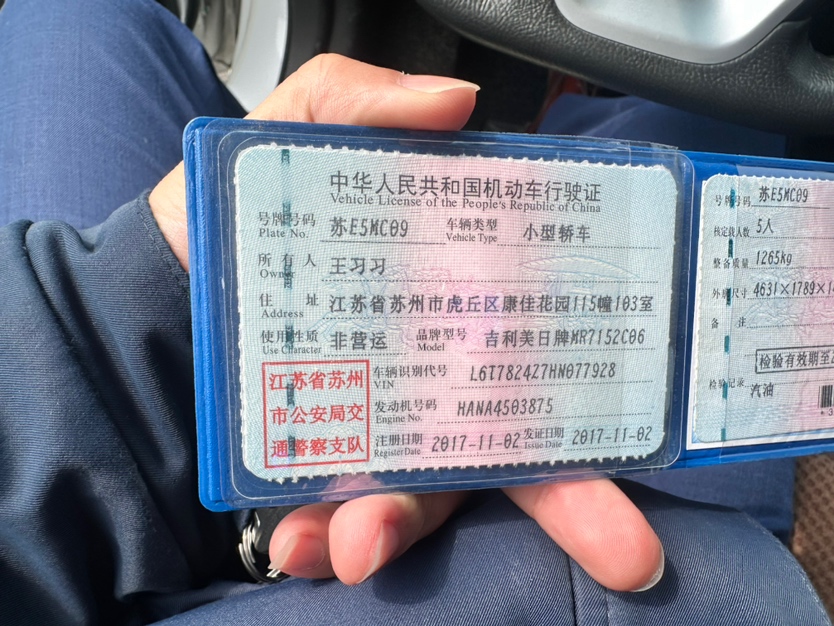 中华人民共和国机动车行驶证
Vehicle License of the People's Republic of China
号牌号码 苏E5MC09 车辆类型 小型轿车
Plate No. Vehicle Type
所有人 王习习
Owner
住址 江苏省苏州市虎丘区康佳花园115幢103室
Address
使用性质 非营运 品牌型号 吉利美日牌MR7152C06
Use Character Model
江苏省苏州
市公安局交
通警察支队
车辆识别代号 L6T7824Z7HN077928
VIN
发动机号码 HANA4503875
Engine No.
注册日期 2017-11-02 发证日期 2017-11-02
Register Date Issue Date
号牌号码 苏E5MC09
核定载人数 5人
整备质量 1265kg
外廓尺寸 4631×1789×1
备注
检验有效期至
检验记录 汽油